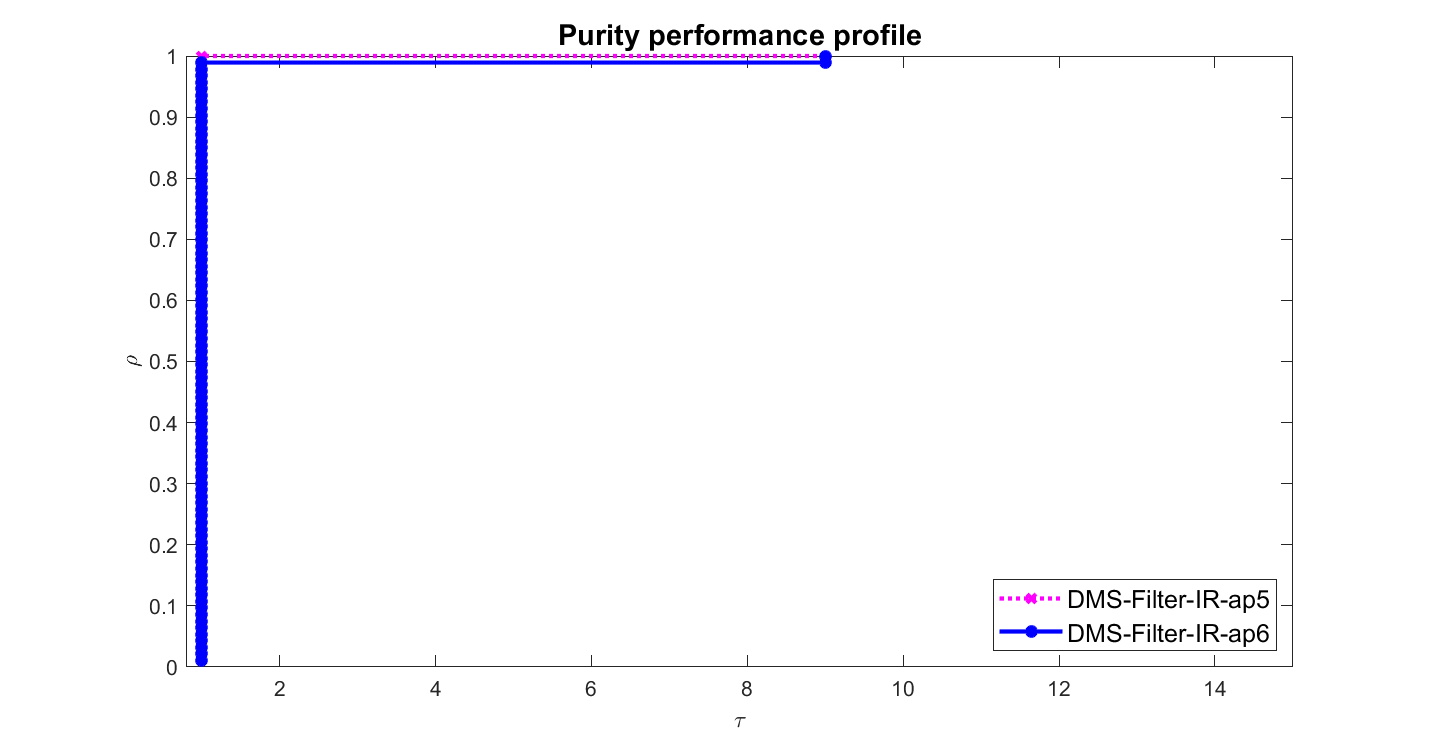 Purity performance profile
1
0.9
0.8
0.7
0.6
0.5
0.4
0.3
0.2
0.1
0
ρ
2 4 6 8 10 12 14
τ
DMS-Filter-IR-ap5
DMS-Filter-IR-ap6